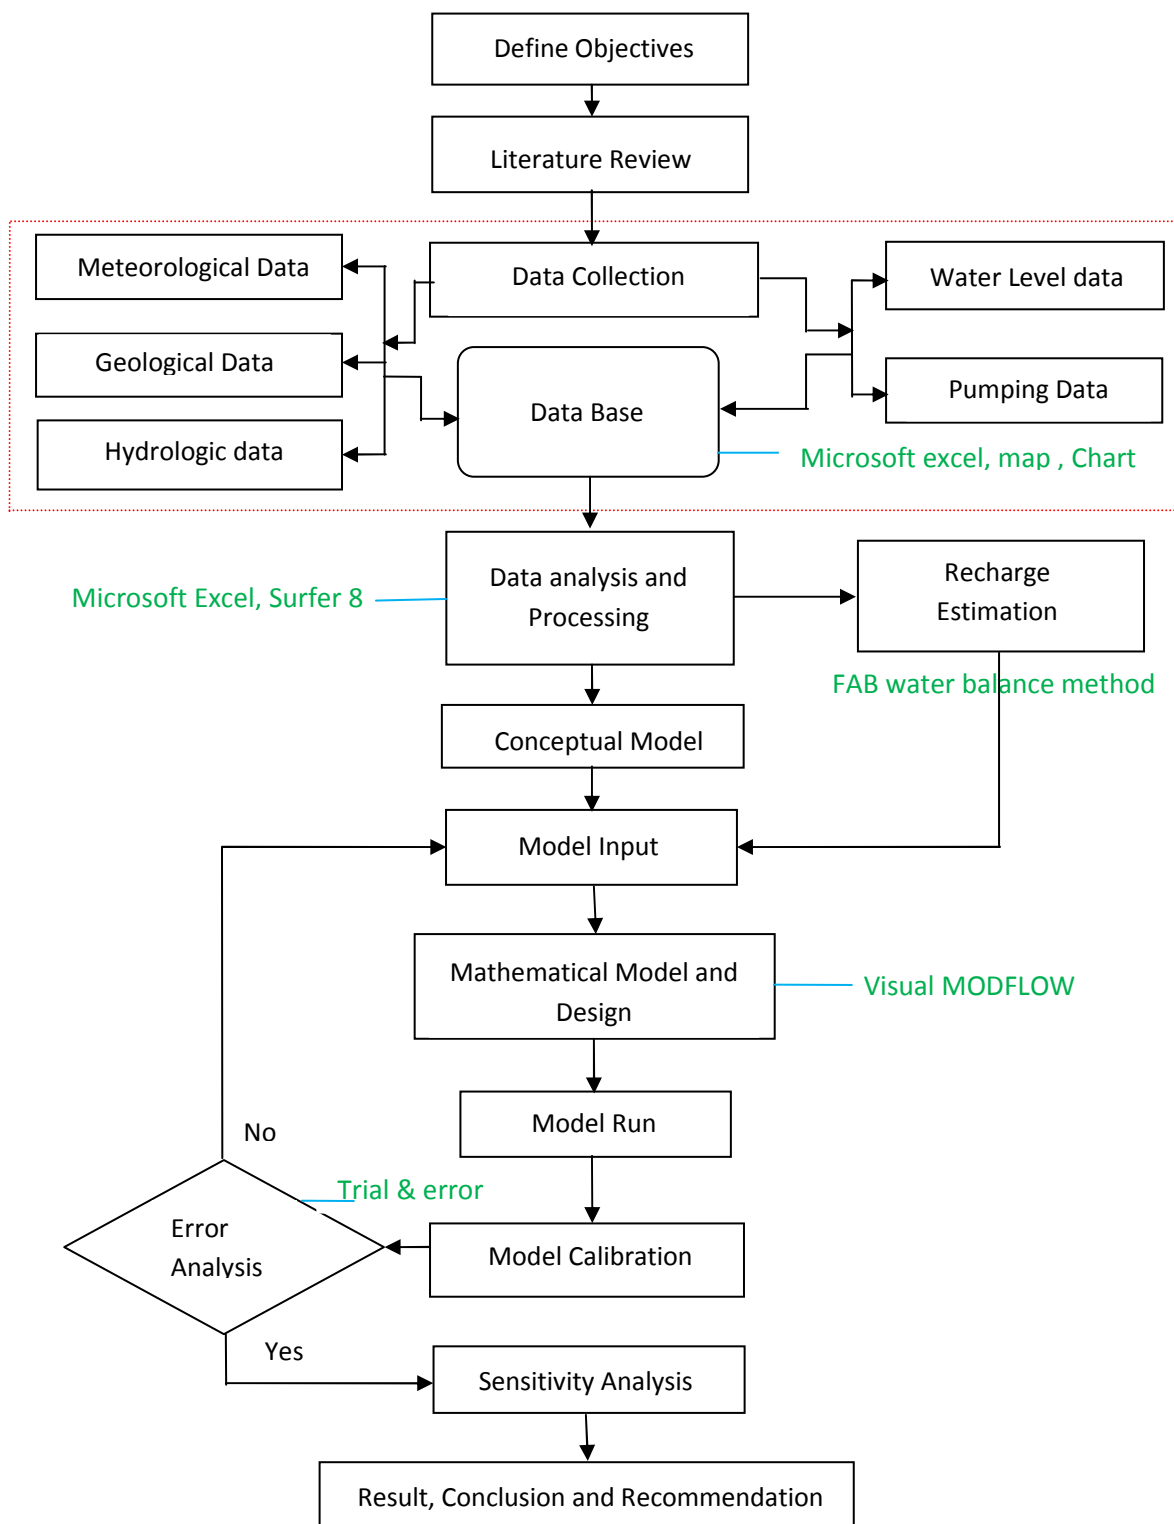 Define Objectives
Literature Review
Meteorological Data
Data Collection
Water Level data
Geological Data
Data Base
Pumping Data
Hydrologic data
Microsoft excel, map , Chart
Microsoft Excel, Surfer 8
Data analysis and
Processing
Recharge
Estimation
FAB water balance method
Conceptual Model
Model Input
Mathematical Model and
Design
Visual MODFLOW
Model Run
No
Trial & error
Error
Analysis
Model Calibration
Yes
Sensitivity Analysis
Result, Conclusion and Recommendation